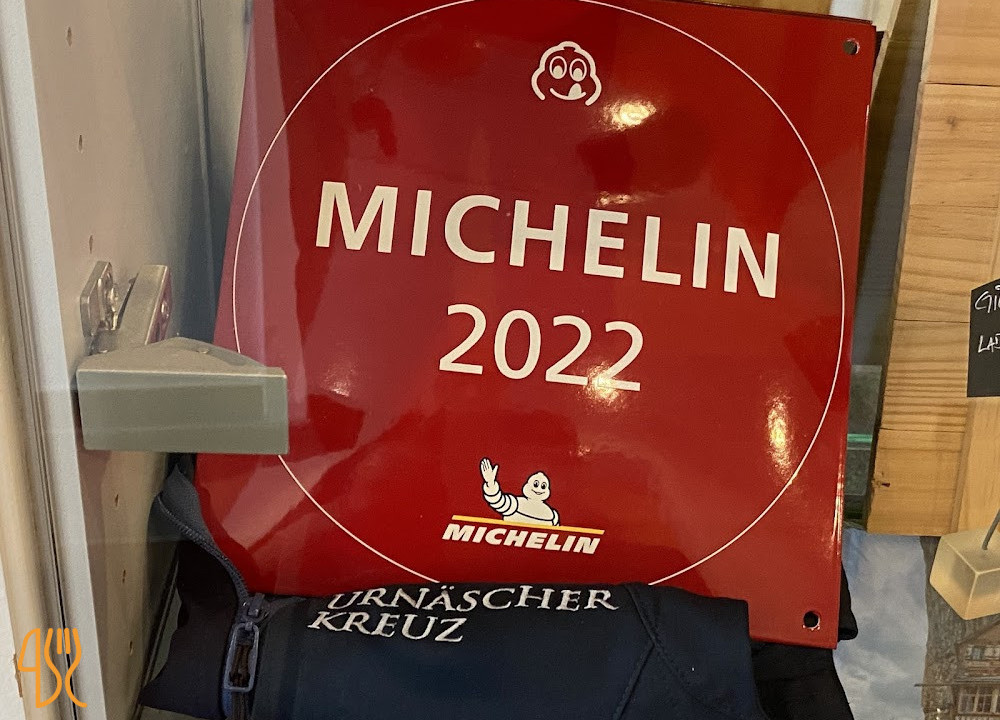 MICHELIN
2022
MICHELIN
URNÄSCHER
KREUZ